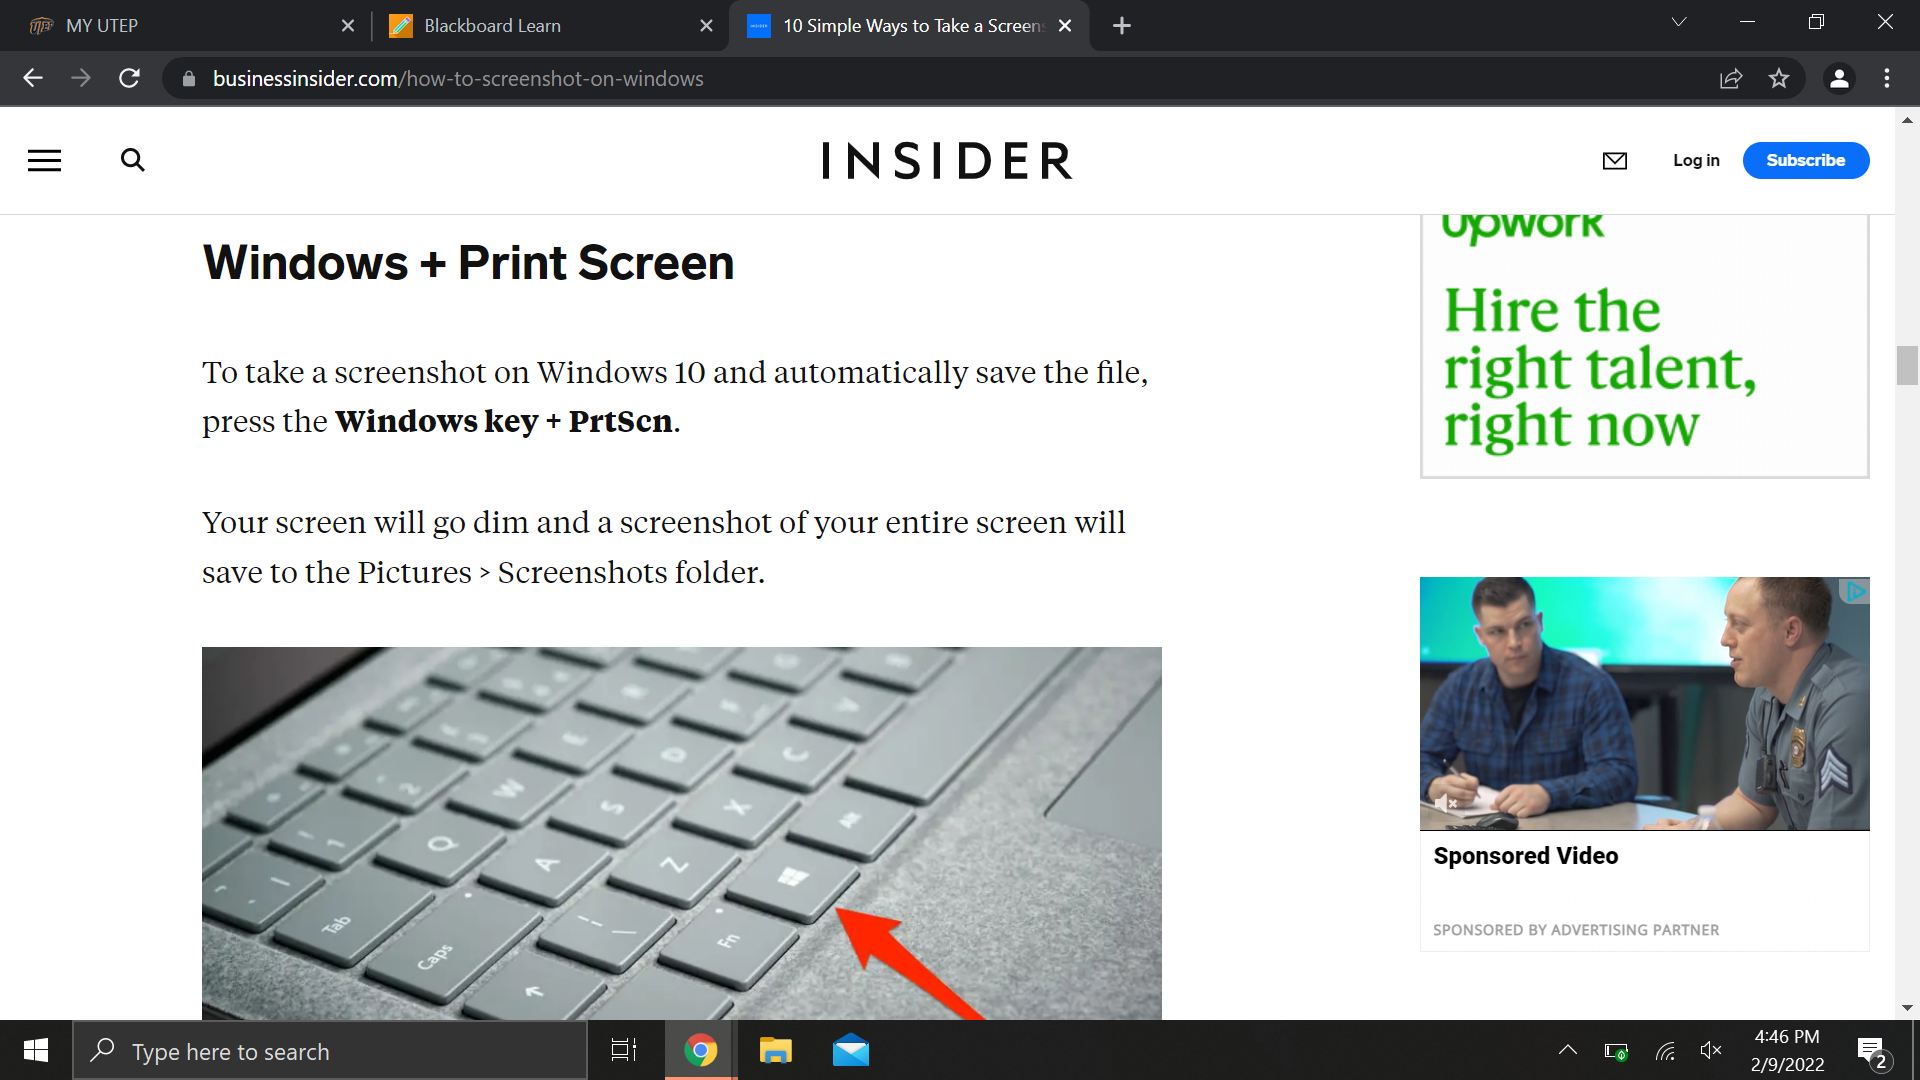 MY UTEP
Blackboard Learn
10 Simple Ways to Take a Screens
businessinsider.com/how-to-screenshot-on-windows
INSIDER
Log in
Subscribe
Windows + Print Screen
To take a screenshot on Windows 10 and automatically save the file,
press the Windows key + PrtScn.
Your screen will go dim and a screenshot of your entire screen will
save to the Pictures > Screenshots folder.
upwork
Hire the
right talent,
right now
Sponsored Video
SPONSORED BY ADVERTISING PARTNER
C
E
D
2
W
S
X
Alt
1
Q
A
Z
Tab
Caps
Fn
Type here to search
4:46 PM
2/9/2022
2